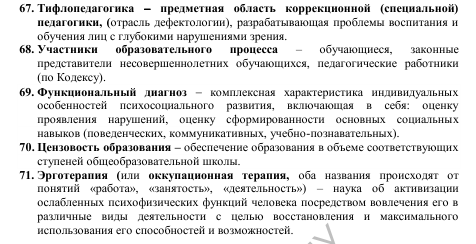 67. Тифлопедагогика – предметная область коррекционной (специальной)
педагогики, (отрасль дефектологии), разрабатывающая проблемы воспитания и
обучения лиц с глубокими нарушениями зрения.
68. Участники образовательного процесса – обучающиеся, законные
представители несовершеннолетних обучающихся, педагогические работники
(по Кодексу).
69. Функциональный диагноз – комплексная характеристика индивидуальных
особенностей психосоциального развития, включающая в себя: оценку
проявления нарушений, оценку сформированности основных социальных
навыков (поведенческих, коммуникативных, учебно-познавательных).
70. Цензовость образования – обеспечение образования в объеме соответствующих
ступеней общеобразовательной школы.
71. Эрготерапия (или оккупационная терапия, оба названия происходят от
понятий «работа», «занятость», «деятельность») – наука об активизации
ослабленных психофизических функций человека посредством вовлечения его в
различные виды деятельности с целью восстановления и максимального
использования его способностей и возможностей.